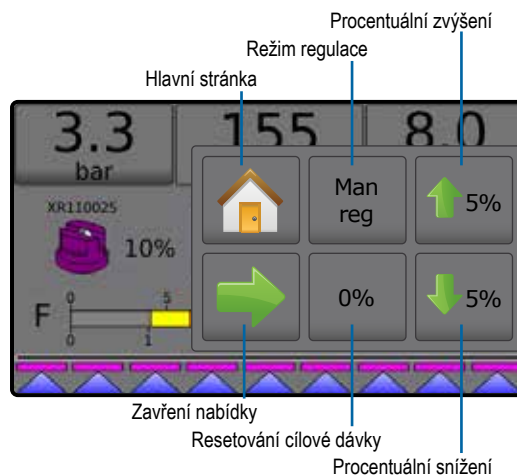 Procentuální zvýšení
Režim regulace
Hlavní stránka
3.3
155
8.0
bar
XR110025
10%
Man
reg
5%
0%
5%
F
0
5
0
1
Zavření nabídky
Resetování cílové dávky
Procentuální snížení